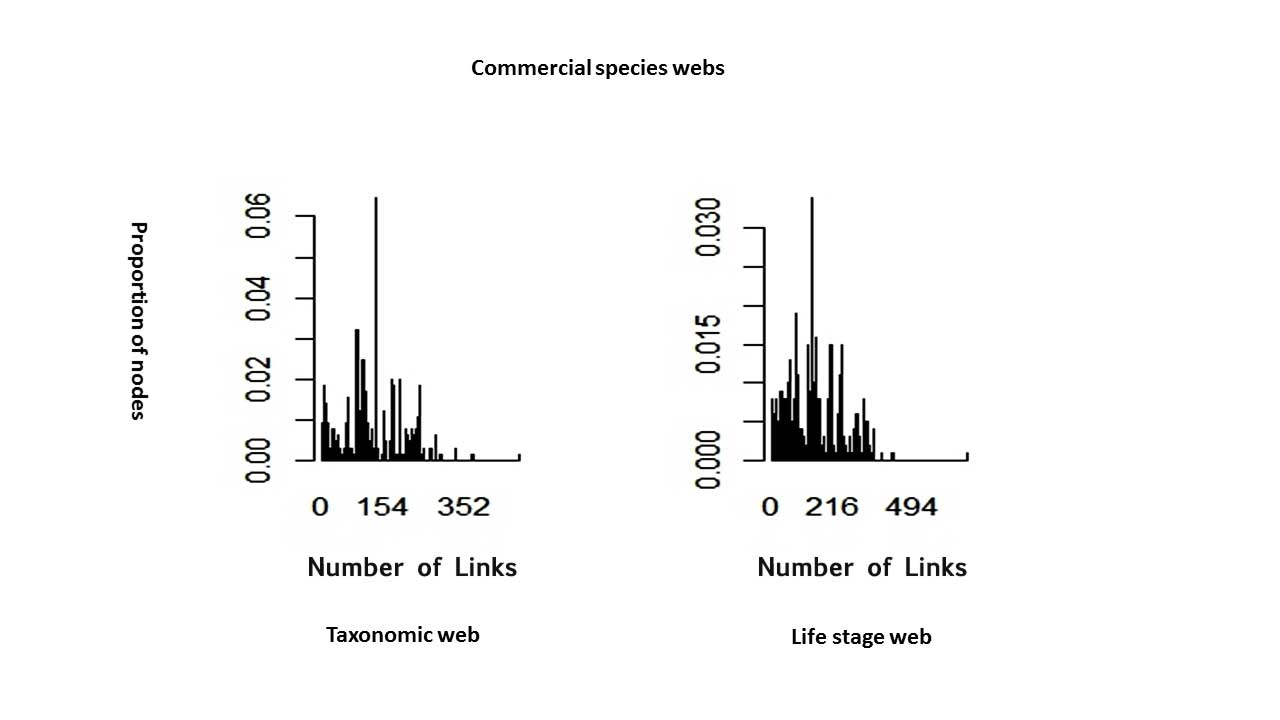 Commercial species webs
Proportion of nodes
0.06
0.04
0.02
0.00
0 154 352
Number of Links
Taxonomic web
0.030
0.015
0.000
0 216 494
Number of Links
Life stage web